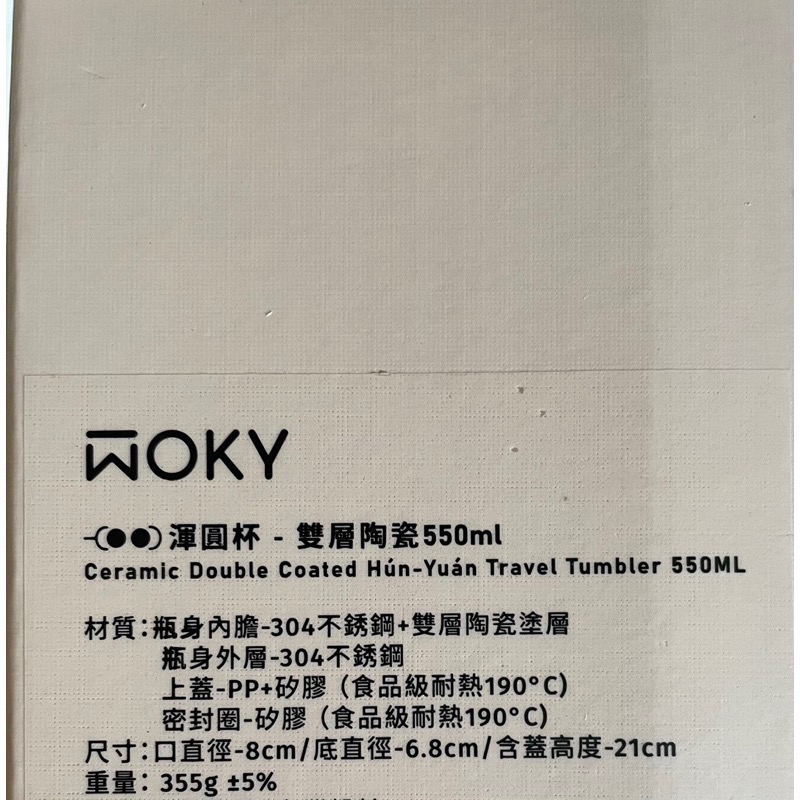 WOKY
渾圓杯 - 雙層陶瓷550ml
Ceramic Double Coated Hún-Yuán Travel Tumbler 550ML
材質:瓶身內膽-304不銹鋼+雙層陶瓷塗層
瓶身外層-304不銹鋼
上蓋-PP+矽膠 (食品級耐熱190°C)
密封圈-矽膠 (食品級耐熱190°C)
尺寸:口直徑-8cm/底直徑-6.8cm/含蓋高度-21cm
重量: 355g ±5%